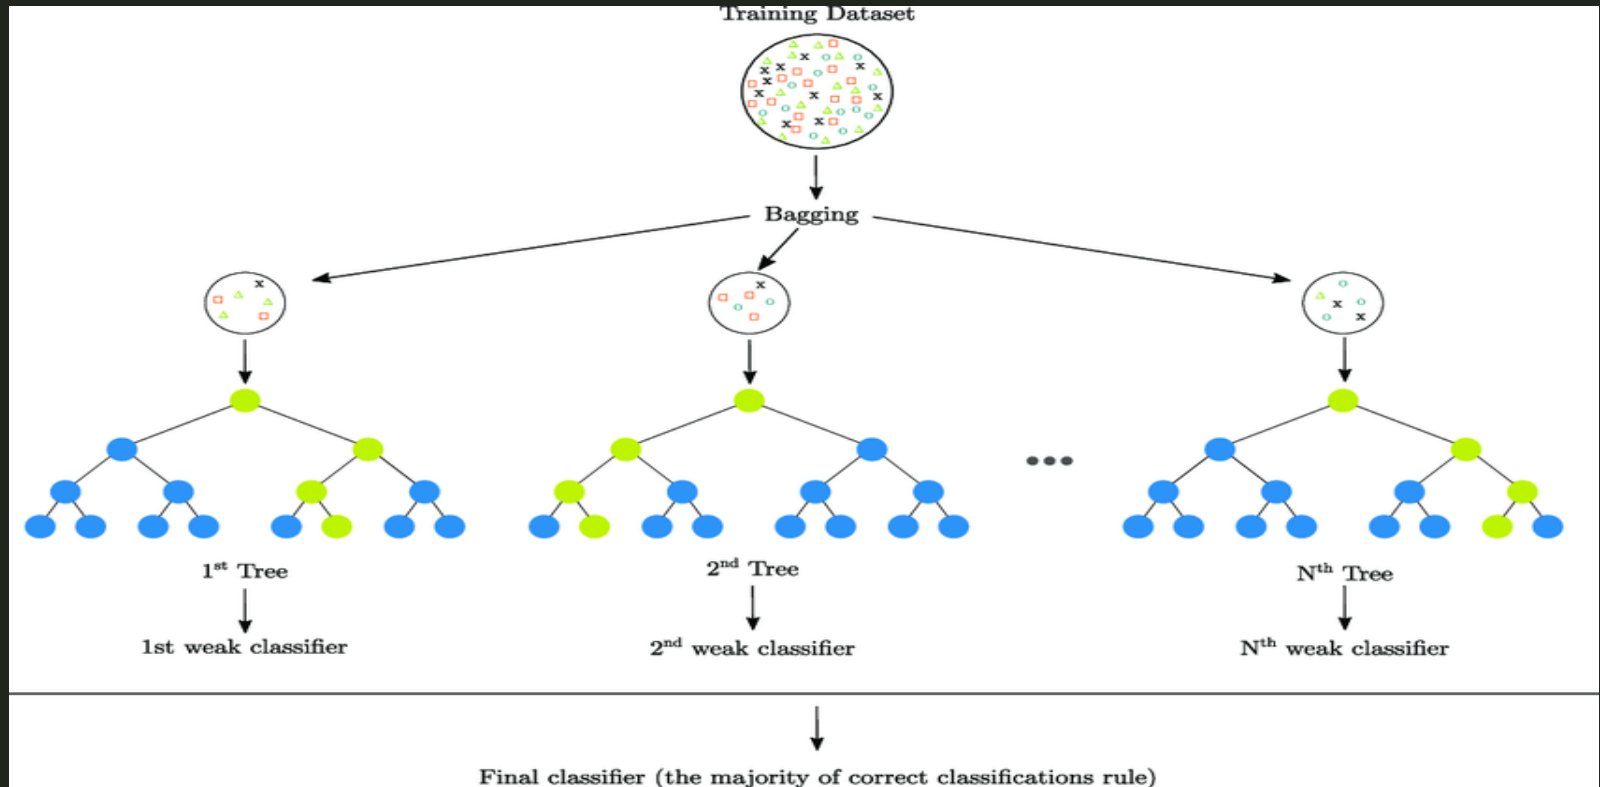 Training Dataset
Bagging
1st Tree
2nd Tree
Nth Tree
1st weak classifier
2nd weak classifier
Nth weak classifier
Final classifier (the majority of correct classifications rule)